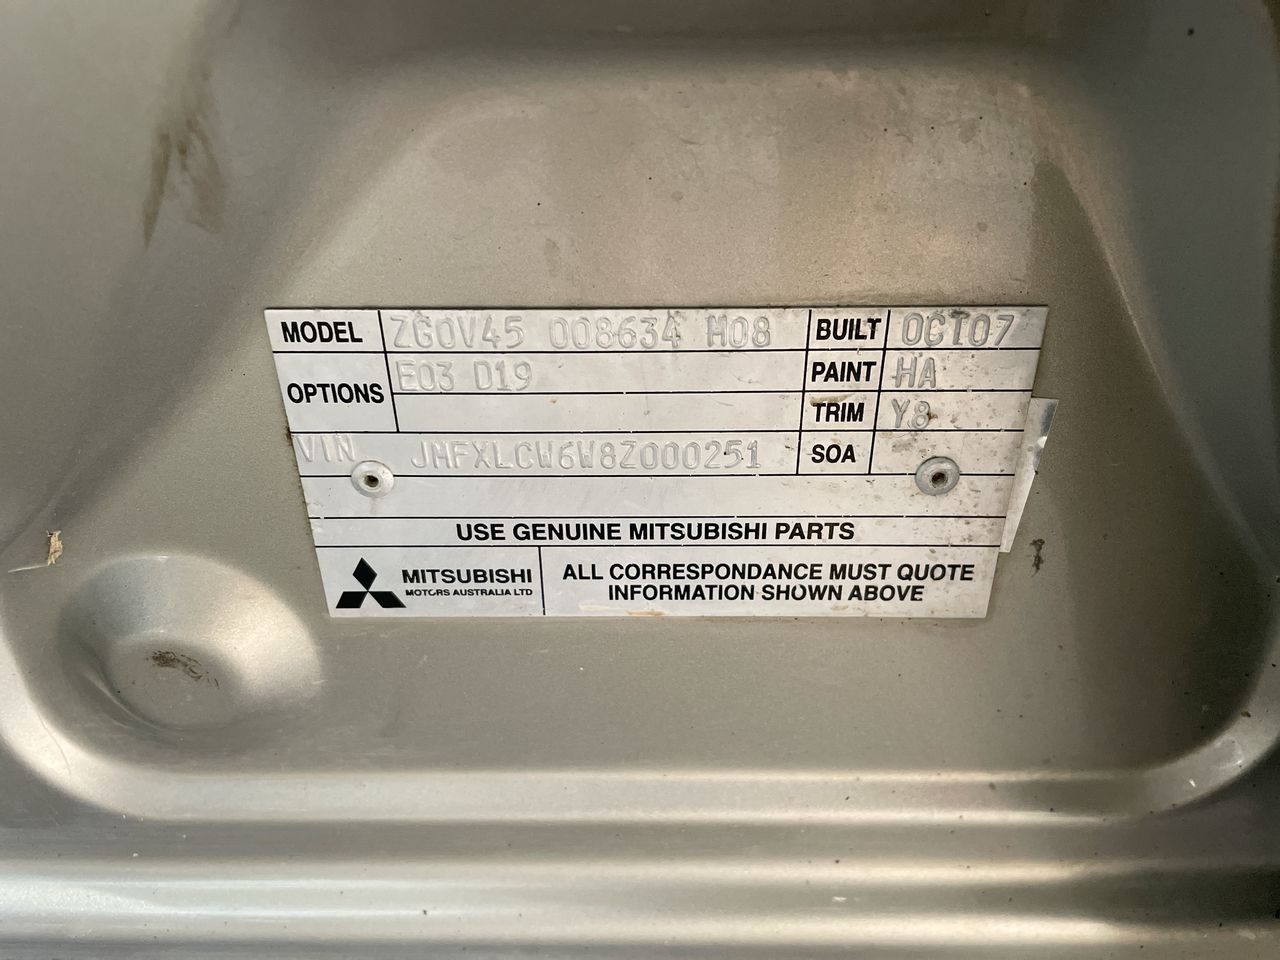 MODEL ZG0V45 008634 M08 BUILT OCT07
OPTIONS E03 D19 PAINT HA
TRIM Y8
VIN JMFXLCW6W8Z000251 SOA
USE GENUINE MITSUBISHI PARTS
MITSUBISHI
MOTORS AUSTRALIA LTD
ALL CORRESPONDANCE MUST QUOTE
INFORMATION SHOWN ABOVE